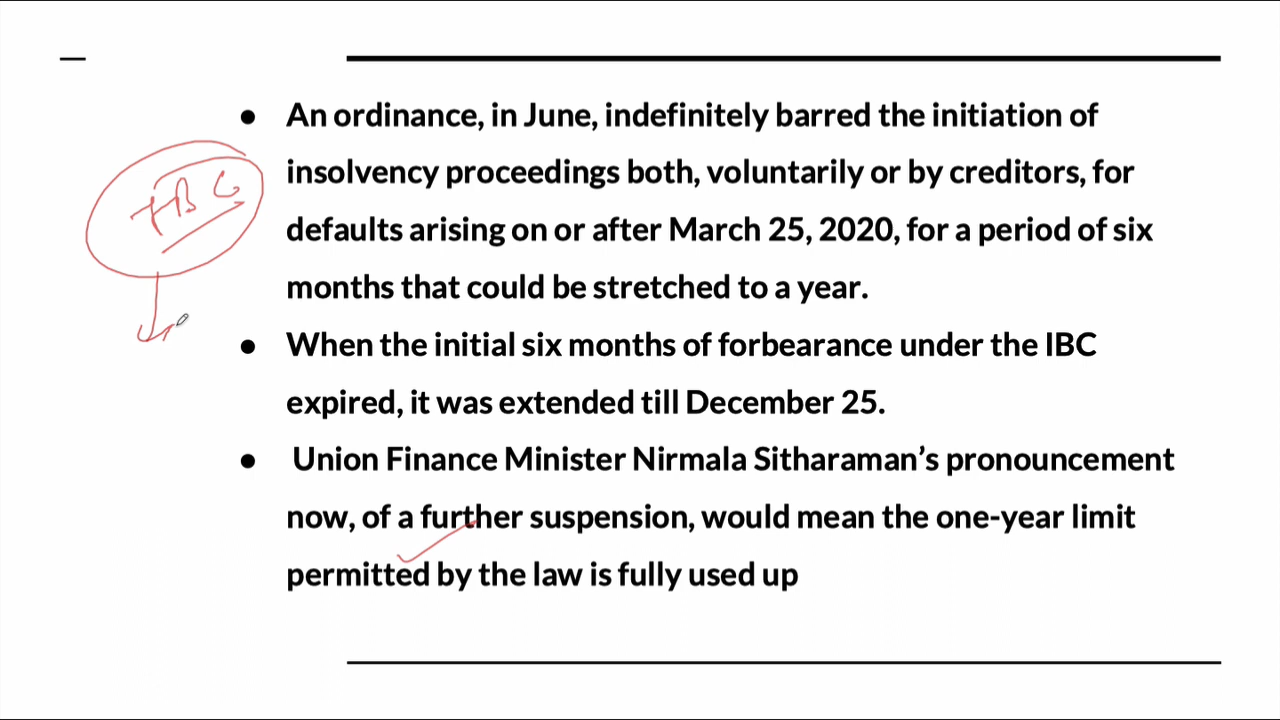 ● An ordinance, in June, indefinitely barred the initiation of
insolvency proceedings both, voluntarily or by creditors, for
defaults arising on or after March 25, 2020, for a period of six
months that could be stretched to a year.
● When the initial six months of forbearance under the IBC
expired, it was extended till December 25.
● Union Finance Minister Nirmala Sitharaman’s pronouncement
now, of a further suspension, would mean the one-year limit
permitted by the law is fully used up
IBC